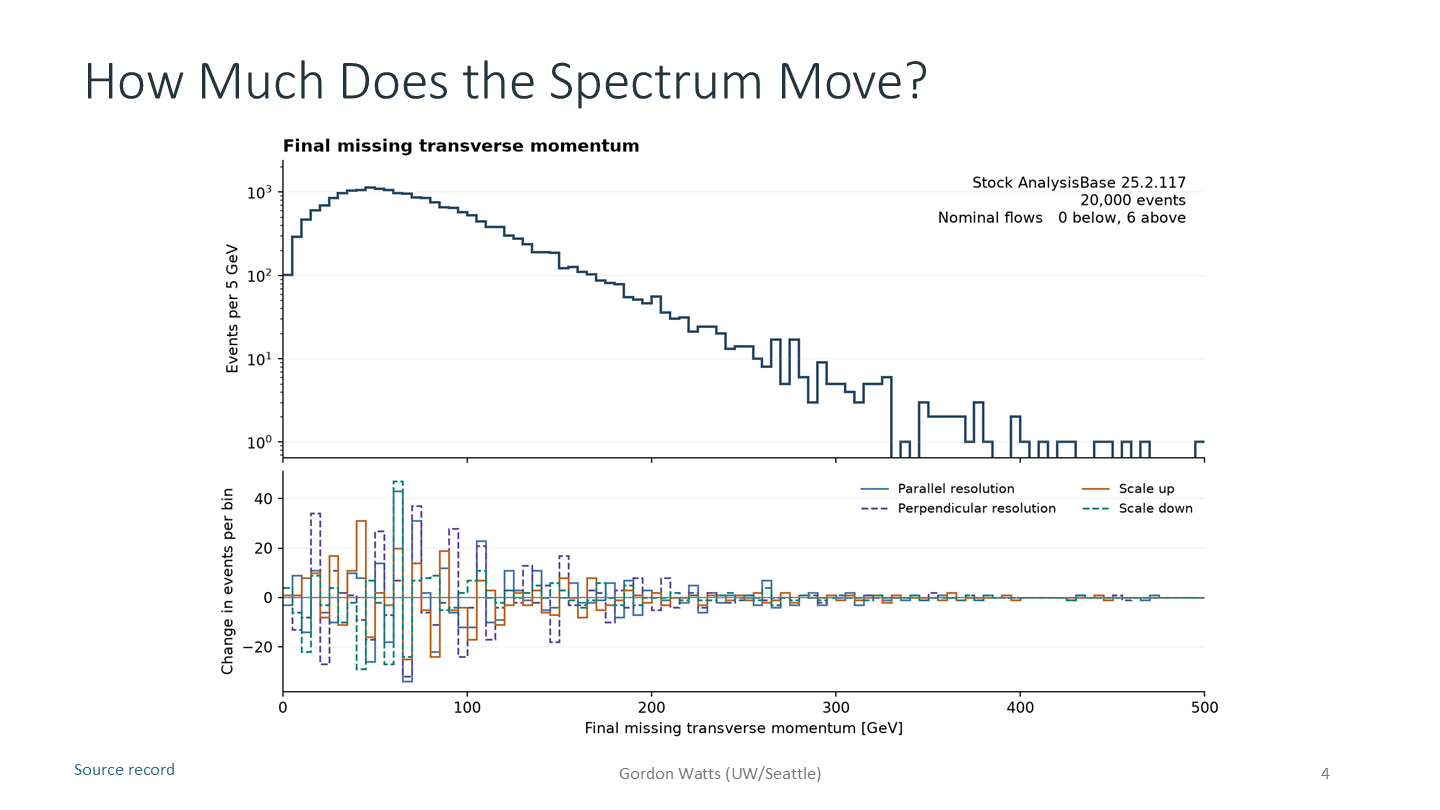 How Much Does the Spectrum Move?
Final missing transverse momentum
Stock AnalysisBase 25.2.117
20,000 events
Nominal flows 0 below, 6 above
Events per 5 GeV
10³
10²
10¹
10⁰
Parallel resolution
Perpendicular resolution
Scale up
Scale down
Change in events per bin
40
20
0
−20
0 100 200 300 400 500
Final missing transverse momentum [GeV]
Source record
Gordon Watts (UW/Seattle)
4